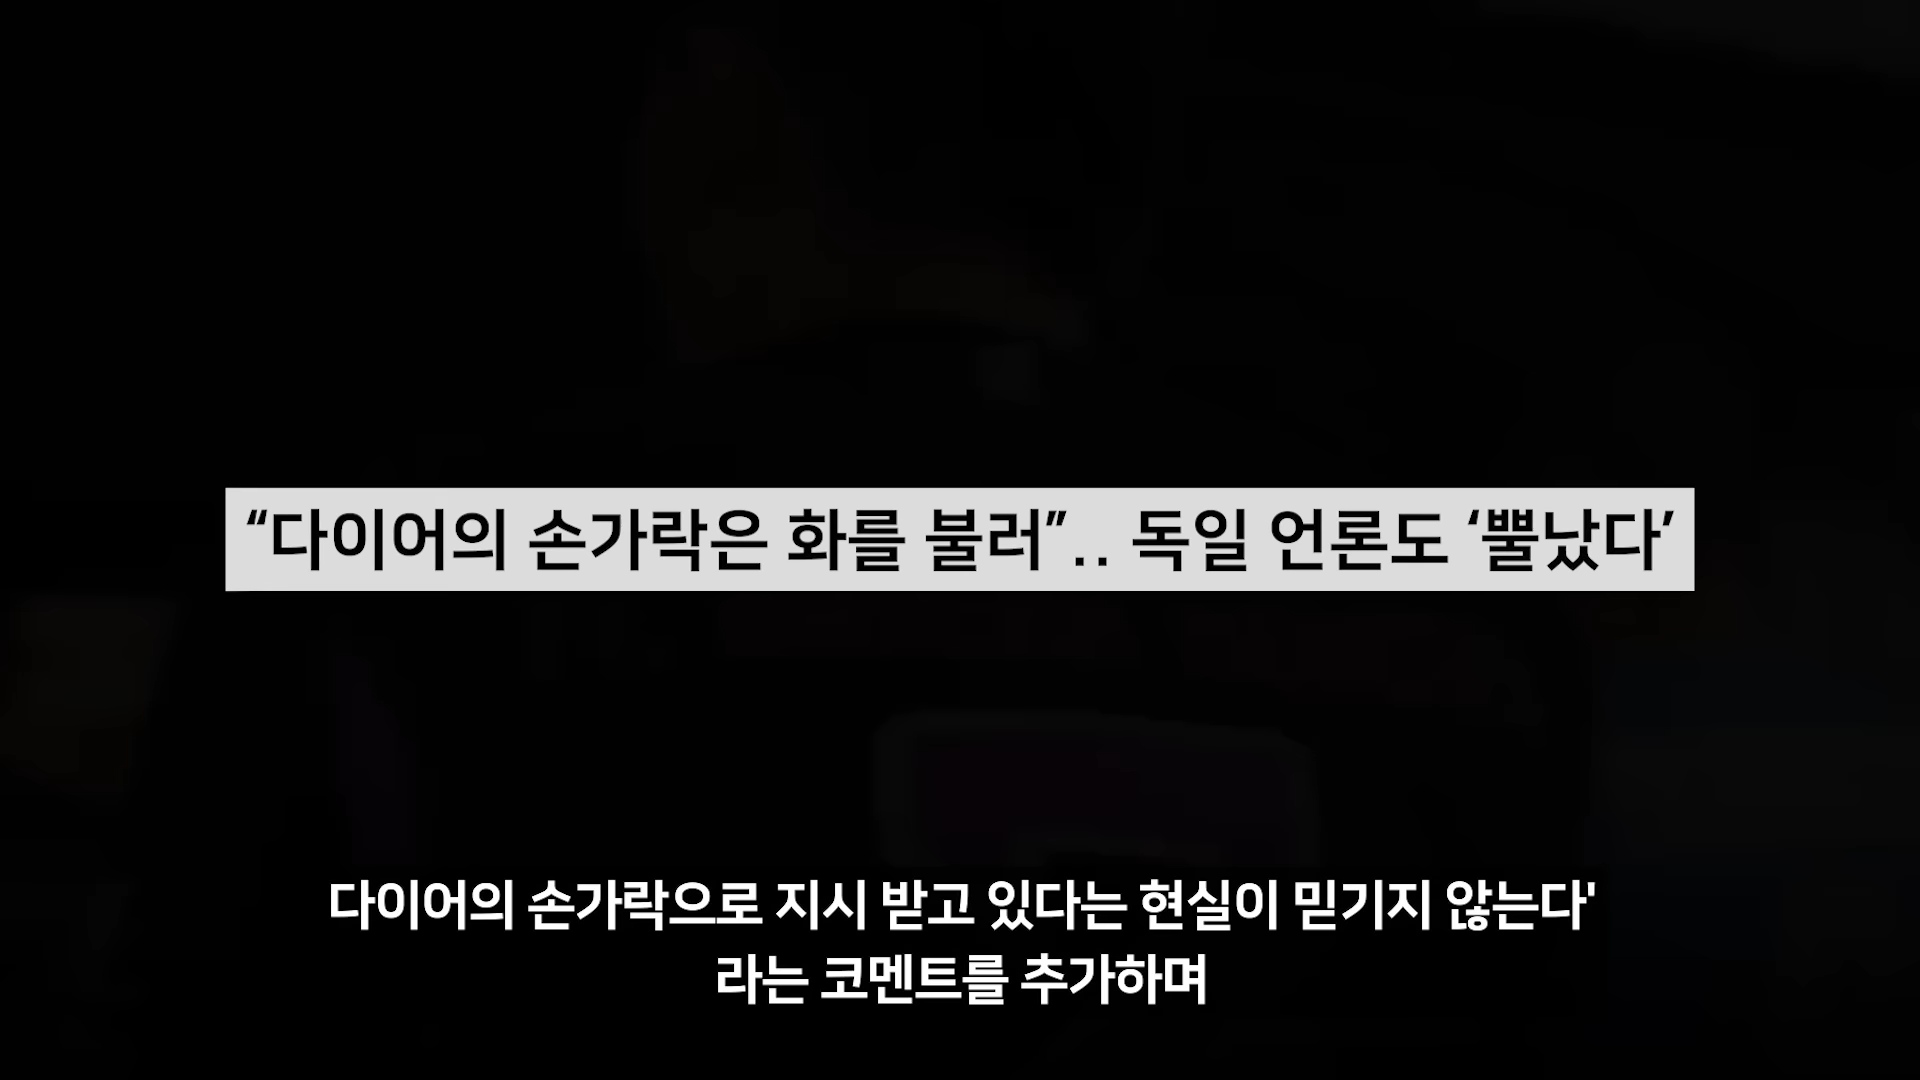 “다이어의 손가락은 화를 불러”.. 독일 언론도 ‘뿔났다’
다이어의 손가락으로 지시 받고 있다는 현실이 믿기지 않는다'
라는 코멘트를 추가하며